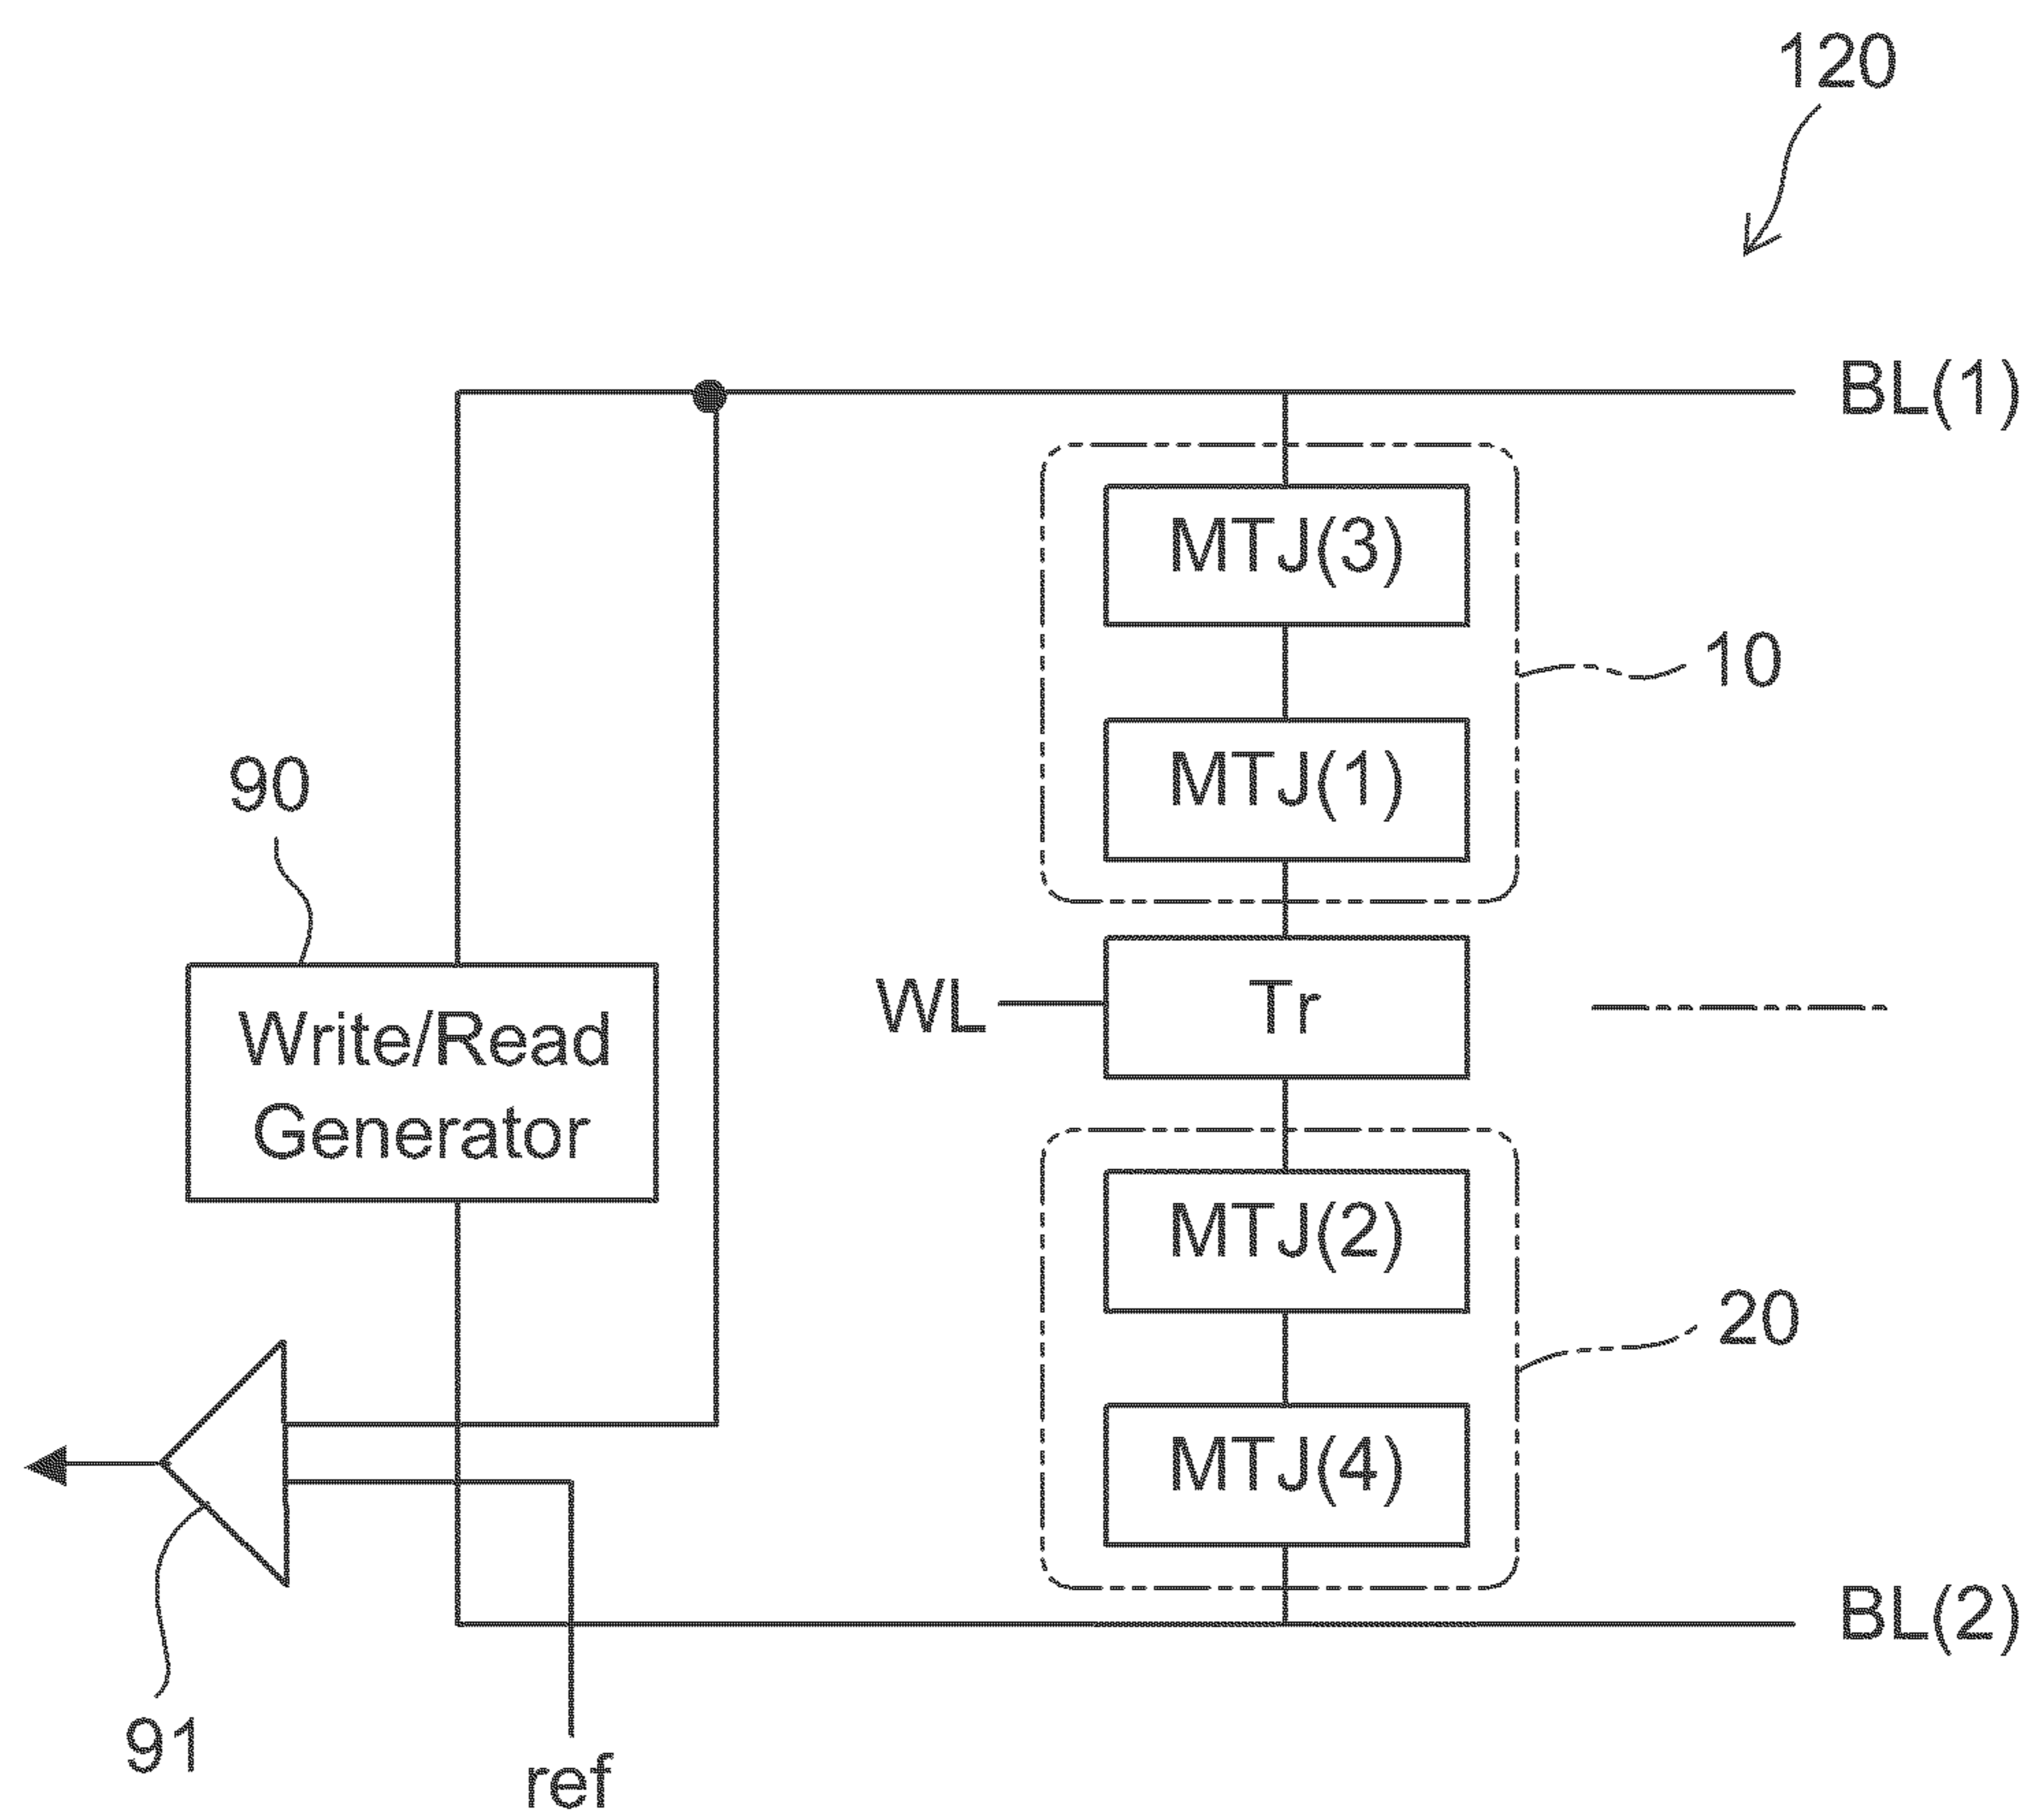 120
BL(1)
MTJ(3)
10
MTJ(1)
90
WL
Tr
Write/Read
Generator
MTJ(2)
20
MTJ(4)
BL(2)
91
ref